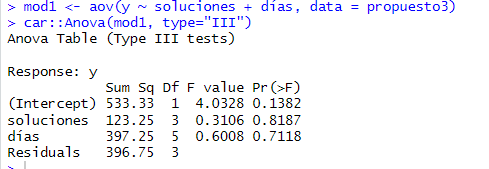 > mod1 <- aov(y ~ soluciones + días, data = propuesto3)
> car::Anova(mod1, type="III")
Anova Table (Type III tests)

Response: y
            Sum Sq Df F value Pr(>F)
(Intercept) 533.33  1  4.0328 0.1382
soluciones  123.25  3  0.3106 0.8187
días        397.25  5  0.6008 0.7118
Residuals   396.75  3
>